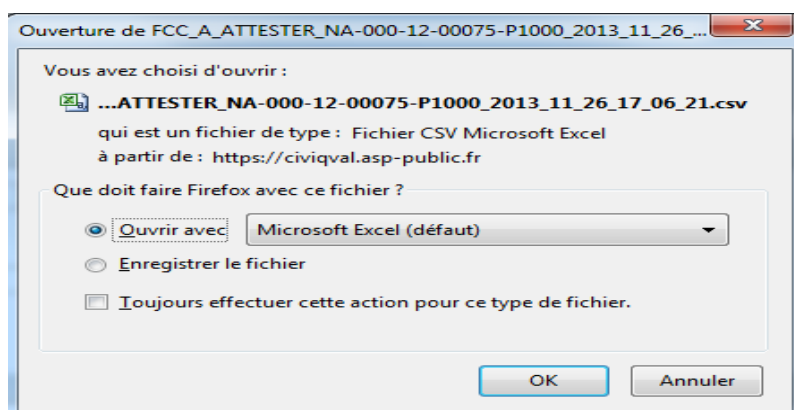 Ouverture de FCC_A_ATTESTER_NA-000-12-00075-P1000_2013_11_26_...
Vous avez choisi d'ouvrir :
...ATTESTER_NA-000-12-00075-P1000_2013_11_26_17_06_21.csv
qui est un fichier de type : Fichier CSV Microsoft Excel
à partir de : https://civiqval.asp-public.fr
Que doit faire Firefox avec ce fichier ?
Ouvrir avec Microsoft Excel (défaut)
Enregistrer le fichier
Toujours effectuer cette action pour ce type de fichier.
OK Annuler